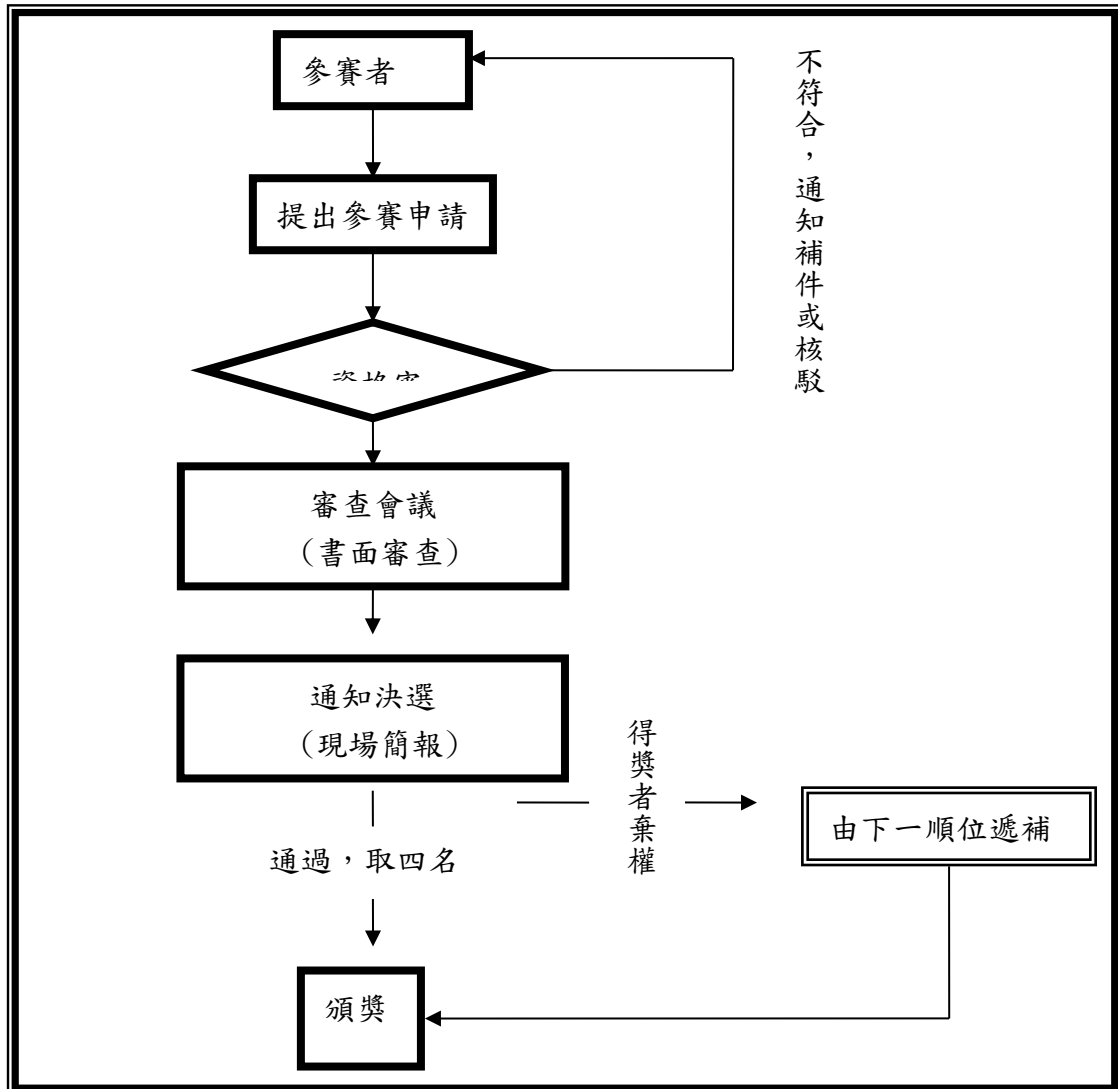 參賽者
不符合，通知補件或核駁
提出參賽申請
審查會議
（書面審查）
通知決選
（現場簡報）
得獎者棄權
由下一順位遞補
通過，取四名
頒獎